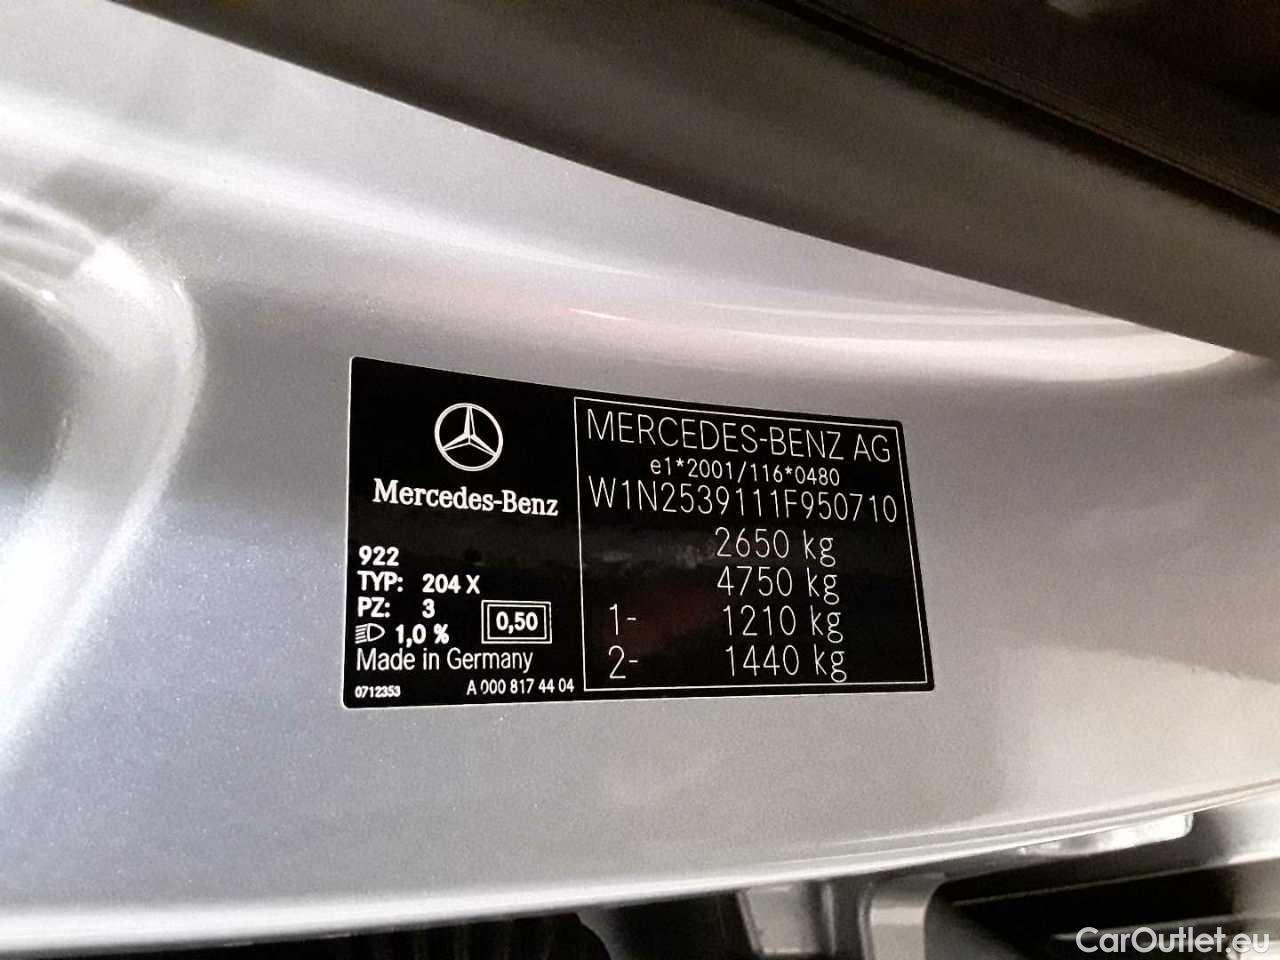 Mercedes-Benz
922
TYP: 204 X
PZ: 3
1,0 %
0,50
Made in Germany
0712353
A 000 817 44 04
MERCEDES-BENZ AG
e1*2001/116*0480
W1N2539111F950710
2650 kg
4750 kg
1- 1210 kg
2- 1440 kg
CarOutlet.eu